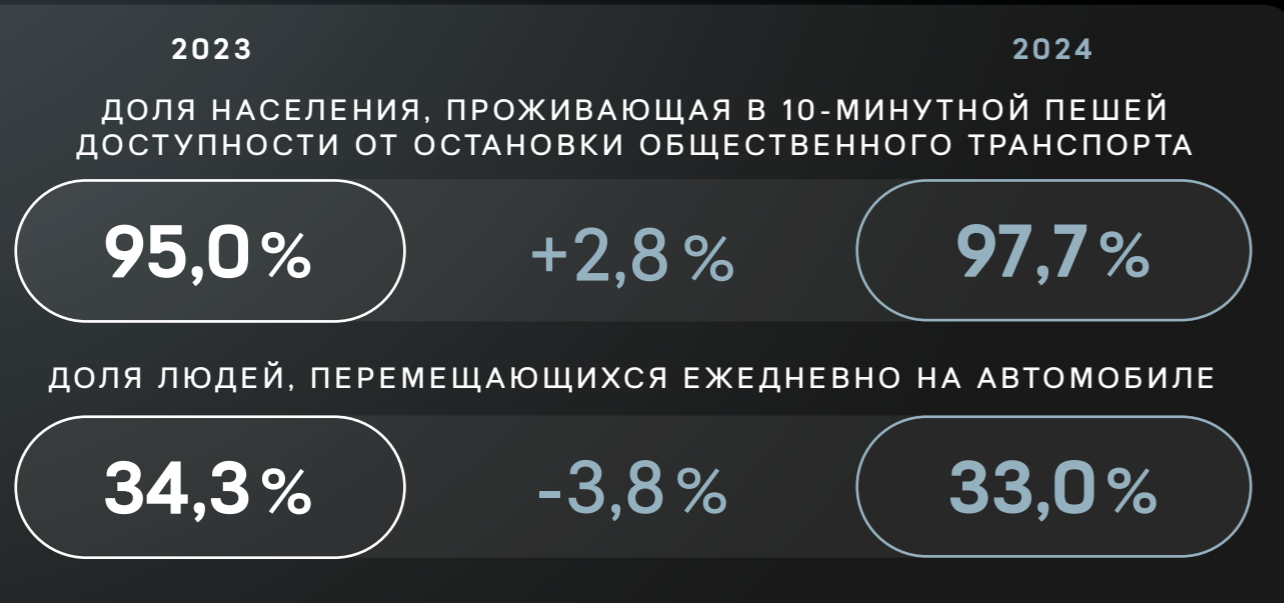 2023 2024
ДОЛЯ НАСЕЛЕНИЯ, ПРОЖИВАЮЩАЯ В 10-МИНУТНОЙ ПЕШЕЙ
ДОСТУПНОСТИ ОТ ОСТАНОВКИ ОБЩЕСТВЕННОГО ТРАНСПОРТА
95,0 % +2,8 % 97,7 %
ДОЛЯ ЛЮДЕЙ, ПЕРЕМЕЩАЮЩИХСЯ ЕЖЕДНЕВНО НА АВТОМОБИЛЕ
34,3 % -3,8 % 33,0 %